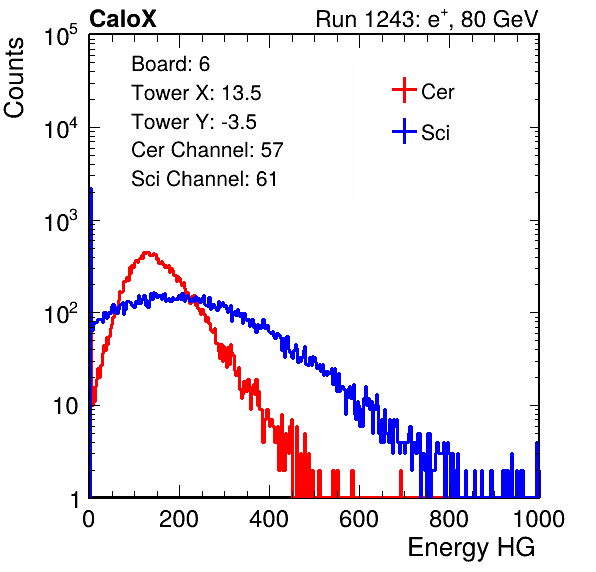 CaloX Run 1243: e⁺, 80 GeV
Counts
Board: 6
Tower X: 13.5
Tower Y: -3.5
Cer Channel: 57
Sci Channel: 61
Cer
Sci
10⁵
10⁴
10³
10²
10
1
0 200 400 600 800 1000
Energy HG